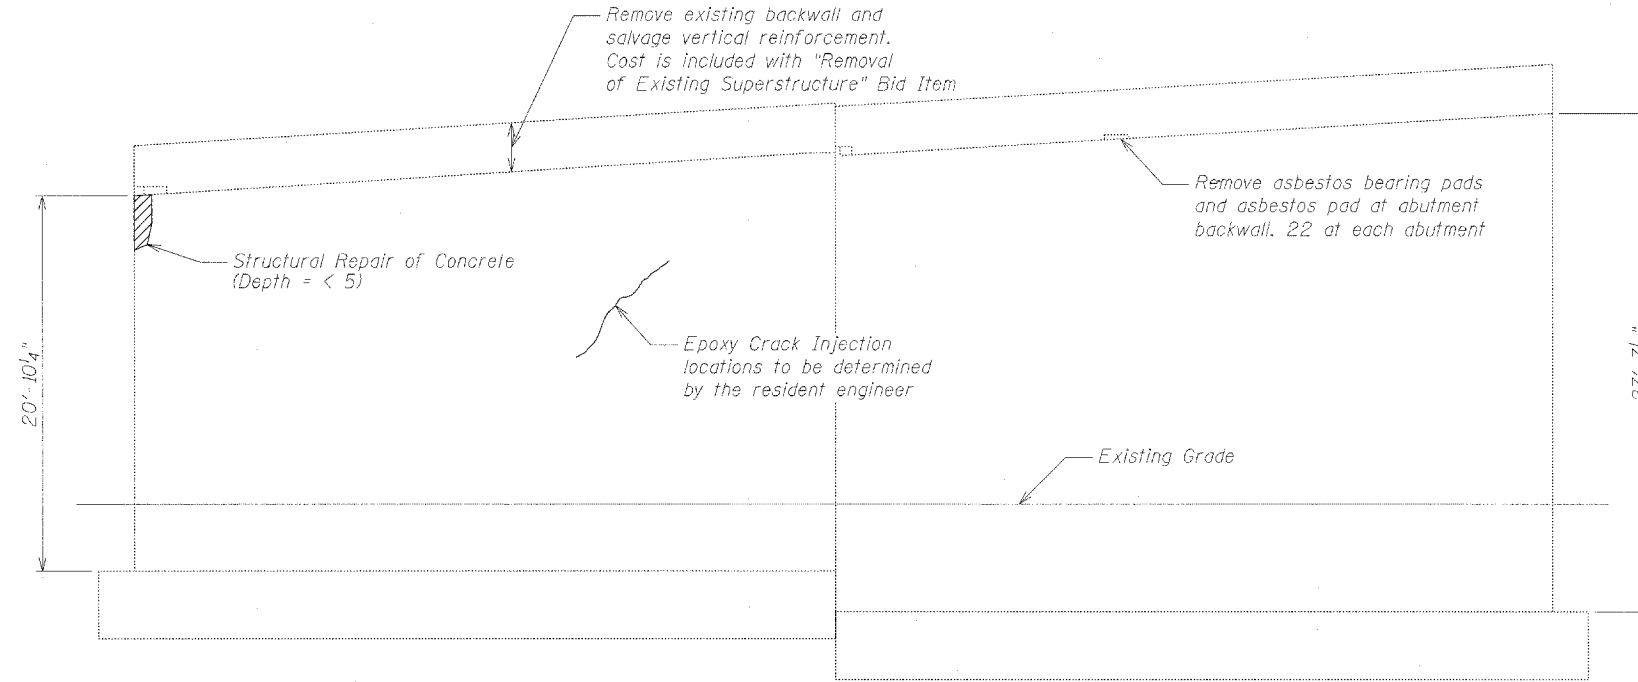 Remove existing backwall and
salvage vertical reinforcement.
Cost is included with "Removal
of Existing Superstructure" Bid Item
Remove asbestos bearing pads
and asbestos pad at abutment
backwall. 22 at each abutment
Structural Repair of Concrete
(Depth = < 5)
20'-10¼"
Epoxy Crack Injection
locations to be determined
by the resident engineer
Existing Grade